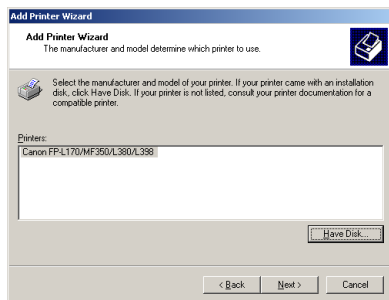 Add Printer Wizard
Add Printer Wizard
The manufacturer and model determine which printer to use.
Select the manufacturer and model of your printer. If your printer came with an installation
disk, click Have Disk. If your printer is not listed, consult your printer documentation for a
compatible printer.
Printers:
Canon FP-L170/MF350/L380/L398
Have Disk...
< Back
Next >
Cancel